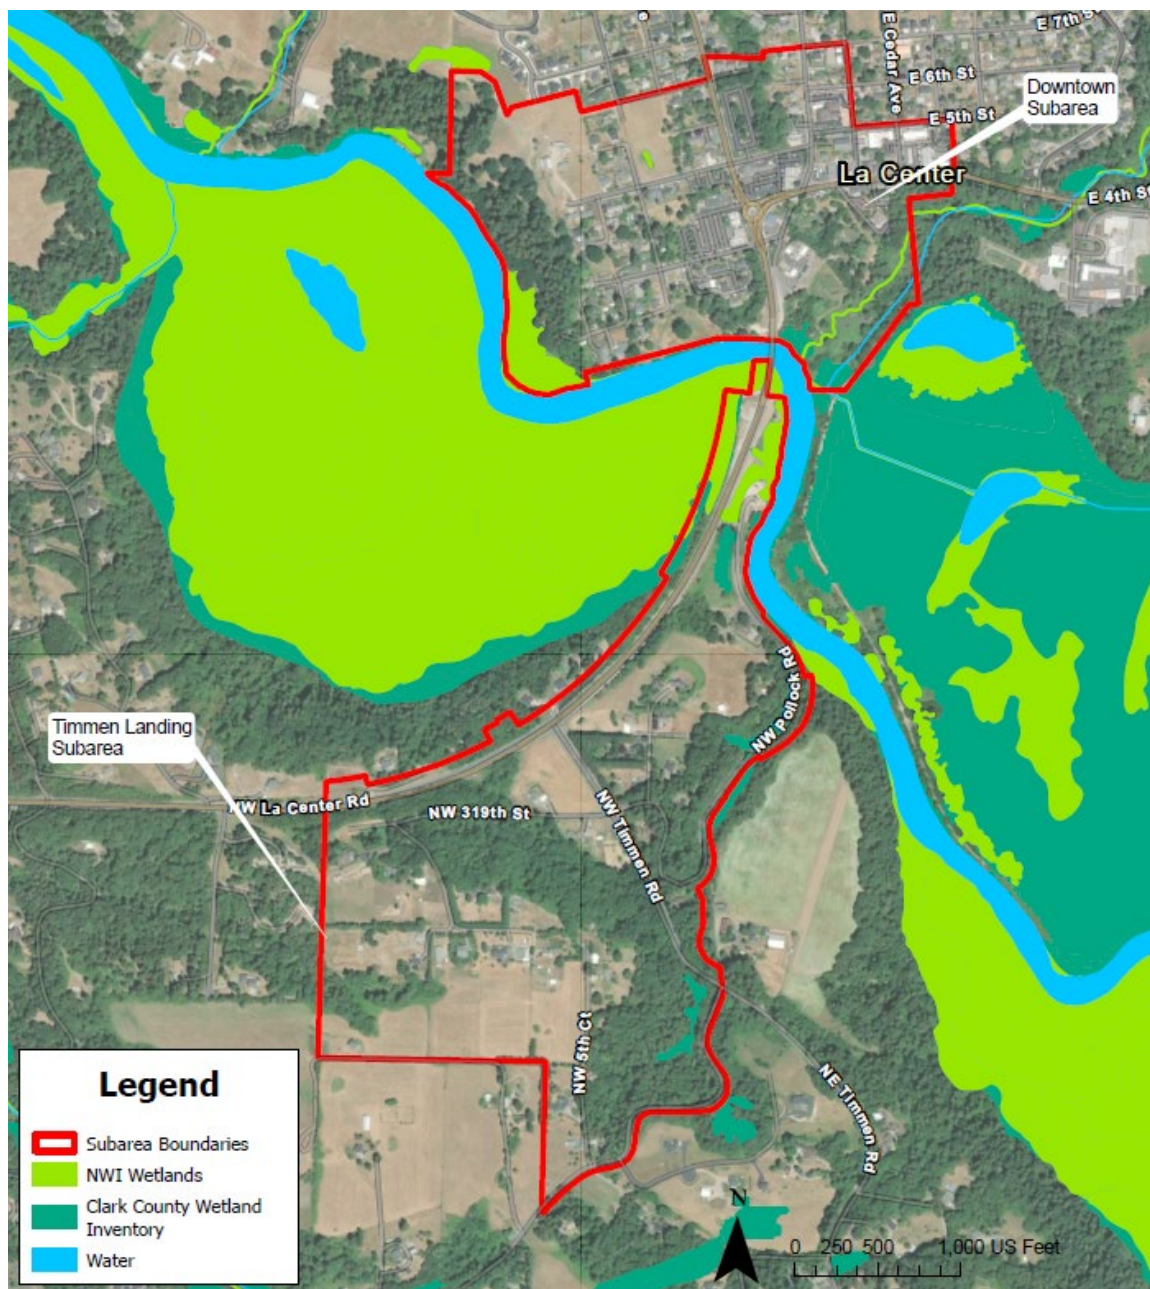 E 7th St
E Cedar Ave
E 6th St
Downtown
Subarea
E 5th St
La Center
E 4th St
NW Pollock Rd
Timmen Landing
Subarea
NW La Center Rd
NW 319th St
NW Timmen Rd
NW 5th Ct
NE Timmen Rd
Legend
Subarea Boundaries
NWI Wetlands
Clark County Wetland
Inventory
Water
N
0 250 500 1,000 US Feet